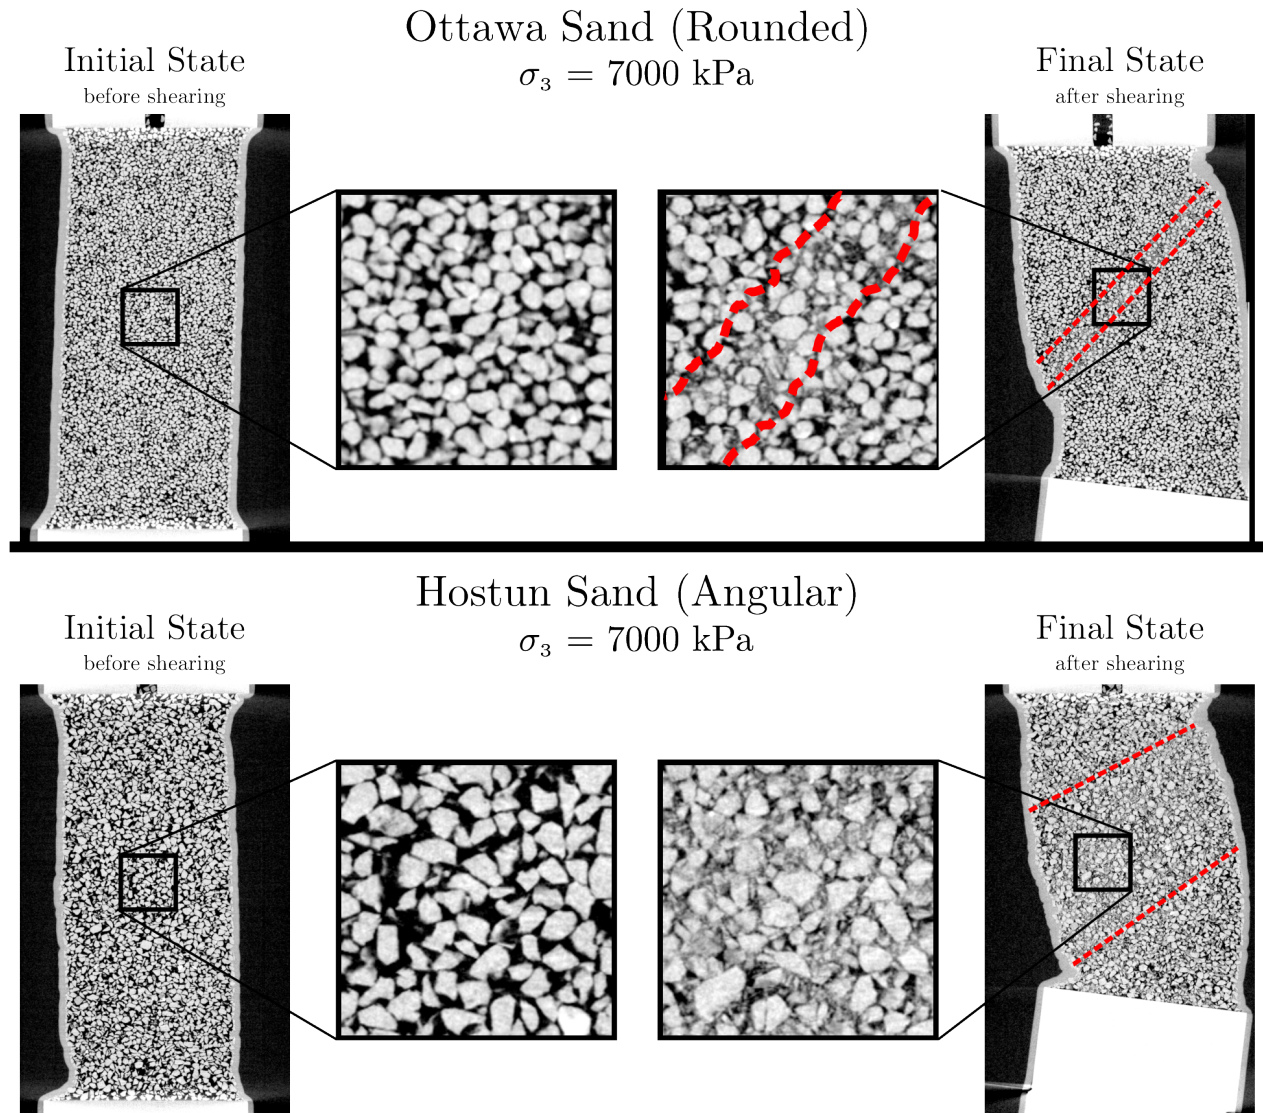 Ottawa Sand (Rounded)
σ₃ = 7000 kPa
Initial State
before shearing
Final State
after shearing
Hostun Sand (Angular)
σ₃ = 7000 kPa
Initial State
before shearing
Final State
after shearing